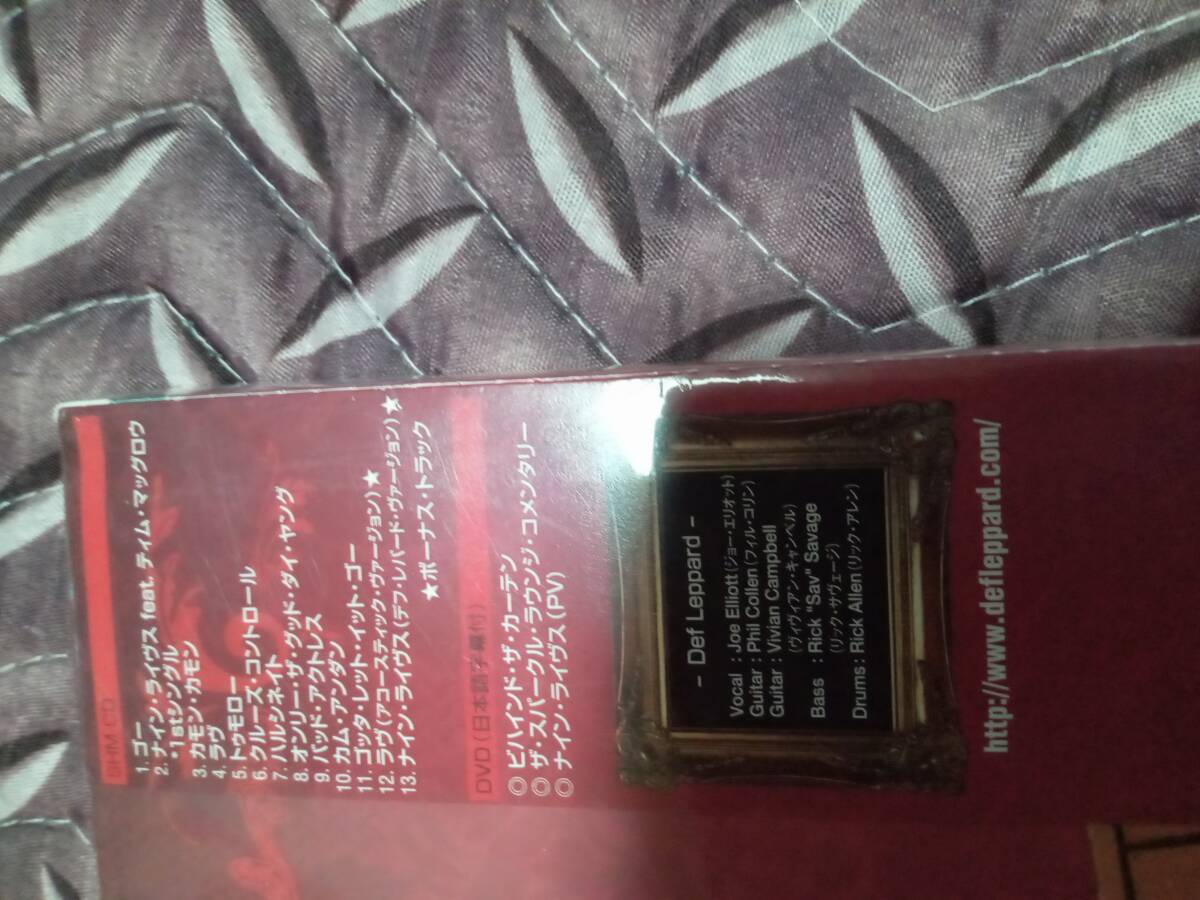 SHM-CD
1. ゴー
2. ナイン・ライヴス feat. ティム・マッグロウ
*1stシングル
3. カモン・カモン
4. ラヴ
5. トゥモロー
6. クルーズ・コントロール
7. ハルシネイト
8. オンリー・ザ・グッド・ダイ・ヤング
9. バッド・アクトレス
10. カム・アンダン
11. ゴッタ・レット・イット・ゴー
12. ラヴ(アコースティック・ヴァージョン)★
13. ナイン・ライヴス(デフ・レパード・ヴァージョン)★
★ボーナス・トラック
DVD(日本語字幕付)
◎ビハインド・ザ・カーテン
◎ザ・スパークル・ラウンジ・コメンタリー
◎ナイン・ライヴス(PV)
– Def Leppard –
Vocal : Joe Elliott(ジョー・エリオット)
Guitar : Phil Collen(フィル・コリン)
Guitar : Vivian Campbell
(ヴィヴィアン・キャンベル)
Bass : Rick "Sav" Savage
(リック・サヴェージ)
Drums : Rick Allen(リック・アレン)
http://www.defleppard.com/